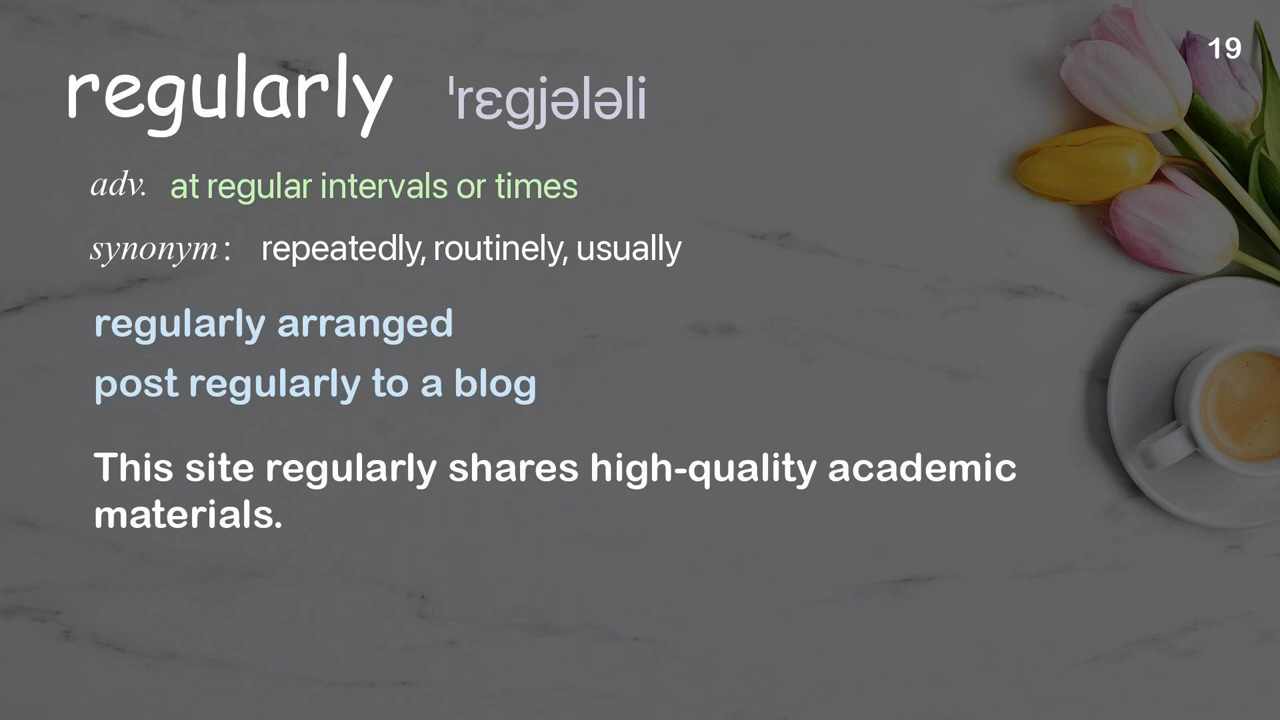 19
regularly ˈrɛgjələli
adv. at regular intervals or times
synonym: repeatedly, routinely, usually
regularly arranged
post regularly to a blog
This site regularly shares high-quality academic
materials.